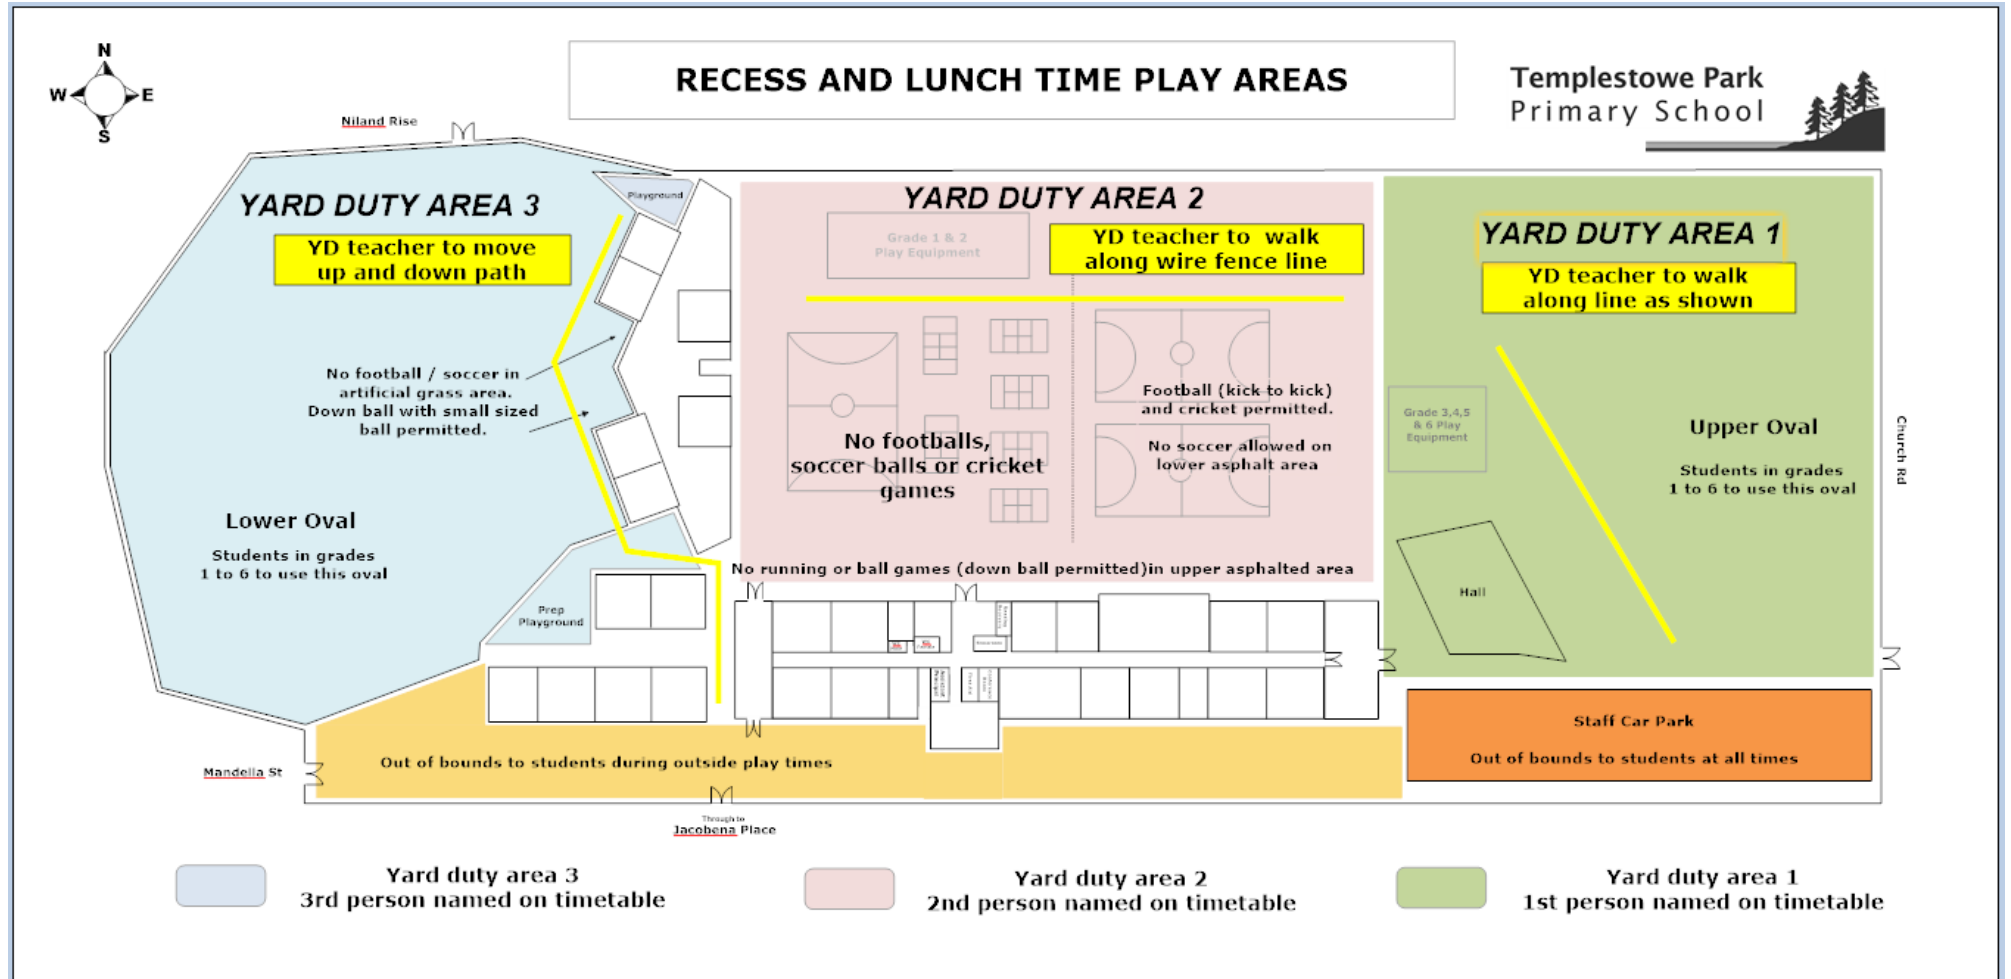 N
W
E
S
RECESS AND LUNCH TIME PLAY AREAS
Templestowe Park
Primary School
Niland Rise
YARD DUTY AREA 3
YD teacher to move
up and down path
Playground
No football / soccer in
artificial grass area.
Down ball with small sized
ball permitted.
Lower Oval
Students in grades
1 to 6 to use this oval
Prep
Playground
YARD DUTY AREA 2
Grade 1 & 2
Play Equipment
YD teacher to walk
along wire fence line
Football (kick to kick)
and cricket permitted.
No footballs,
soccer balls or cricket
games
No soccer allowed on
lower asphalt area
No running or ball games (down ball permitted)in upper asphalted area
YARD DUTY AREA 1
YD teacher to walk
along line as shown
Grade 3,4,5
& 6 Play
Equipment
Upper Oval
Students in grades
1 to 6 to use this oval
Church Rd
Hall
Assistant
Principal
Staff Car Park
Out of bounds to students at all times
Out of bounds to students during outside play times
Mandella St
Through to
Jacobena Place
Yard duty area 3
3rd person named on timetable
Yard duty area 2
2nd person named on timetable
Yard duty area 1
1st person named on timetable